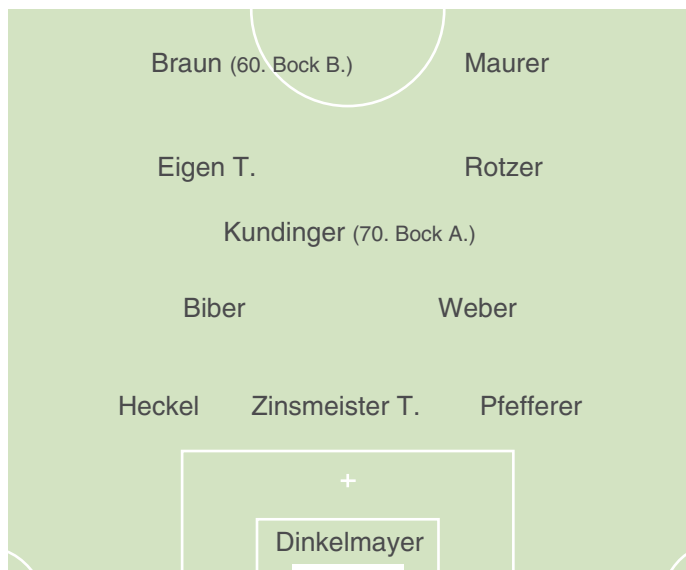 Braun (60. Bock B.) Maurer
Eigen T. Rotzer
Kundinger (70. Bock A.)
Biber Weber
Heckel Zinsmeister T. Pfefferer
Dinkelmayer